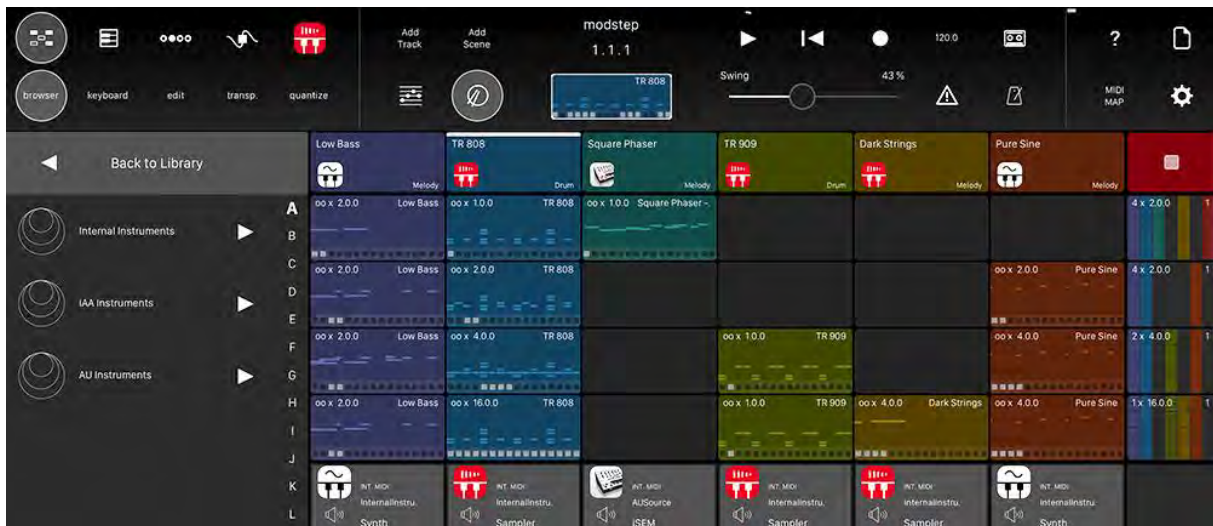 Add Track
Add Scene
modstep
1.1.1
120.0
?
TR 808
Swing
43 %
browser
keyboard
edit
transp.
quantize
MIDI MAP
Back to Library
Low Bass
TR 808
Square Phaser
TR 909
Dark Strings
Pure Sine
Melody
Drum
Melody
Drum
Melody
Melody
Internal Instruments
IAA Instruments
AU Instruments
A
B
C
D
E
F
G
H
I
J
K
L
oo x 2.0.0 Low Bass
oo x 1.0.0 TR 808
oo x 1.0.0 Square Phaser -.
4 x 2.0.0 1
oo x 2.0.0 Low Bass
oo x 2.0.0 TR 808
oo x 2.0.0 Pure Sine
4 x 2.0.0 1
oo x 2.0.0 Low Bass
oo x 4.0.0 TR 808
oo x 1.0.0 TR 909
oo x 4.0.0 Pure Sine
2 x 4.0.0 1
oo x 2.0.0 Low Bass
oo x 16.0.0 TR 808
oo x 1.0.0 TR 909
oo x 4.0.0 Dark Strings
oo x 4.0.0 Pure Sine
1 x 16.0.0 1
INT. MIDI
InternalInstru.
Synth
INT. MIDI
InternalInstru.
Sampler
INT. MIDI
AUSource
iSEM
INT. MIDI
InternalInstru.
Sampler
INT. MIDI
InternalInstru.
Sampler
INT. MIDI
InternalInstru.
Synth